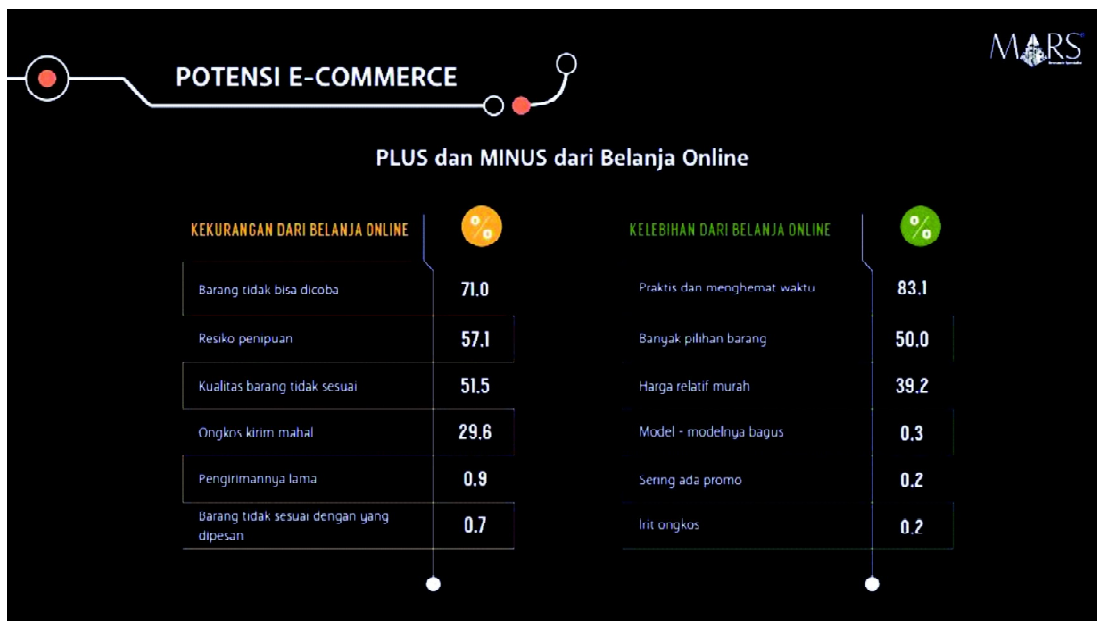 MARS
POTENSI E-COMMERCE
PLUS dan MINUS dari Belanja Online
KEKURANGAN DARI BELANJA ONLINE %
Barang tidak bisa dicoba 71.0
Resiko penipuan 57.1
Kualitas barang tidak sesuai 51.5
Ongkos kirim mahal 29.6
Pengirimannya lama 0.9
Barang tidak sesuai dengan yang
dipesan 0.7
KELEBIHAN DARI BELANJA ONLINE %
Praktis dan menghemat waktu 83.1
Banyak pilihan barang 50.0
Harga relatif murah 39.2
Model - modelnya bagus 0.3
Sering ada promo 0.2
Irit ongkos 0.2